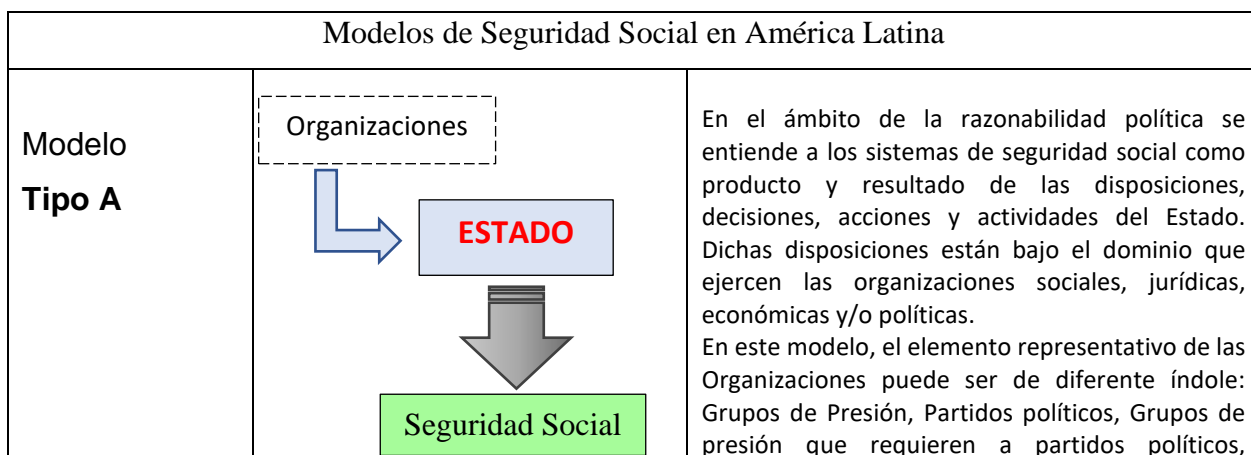 Modelos de Seguridad Social en América Latina
Modelo
Tipo A
Organizaciones
ESTADO
Seguridad Social
En el ámbito de la razonabilidad política se
entiende a los sistemas de seguridad social como
producto y resultado de las disposiciones,
decisiones, acciones y actividades del Estado.
Dichas disposiciones están bajo el dominio que
ejercen las organizaciones sociales, jurídicas,
económicas y/o políticas.
En este modelo, el elemento representativo de las
Organizaciones puede ser de diferente índole:
Grupos de Presión, Partidos políticos, Grupos de
presión que requieren a partidos políticos,